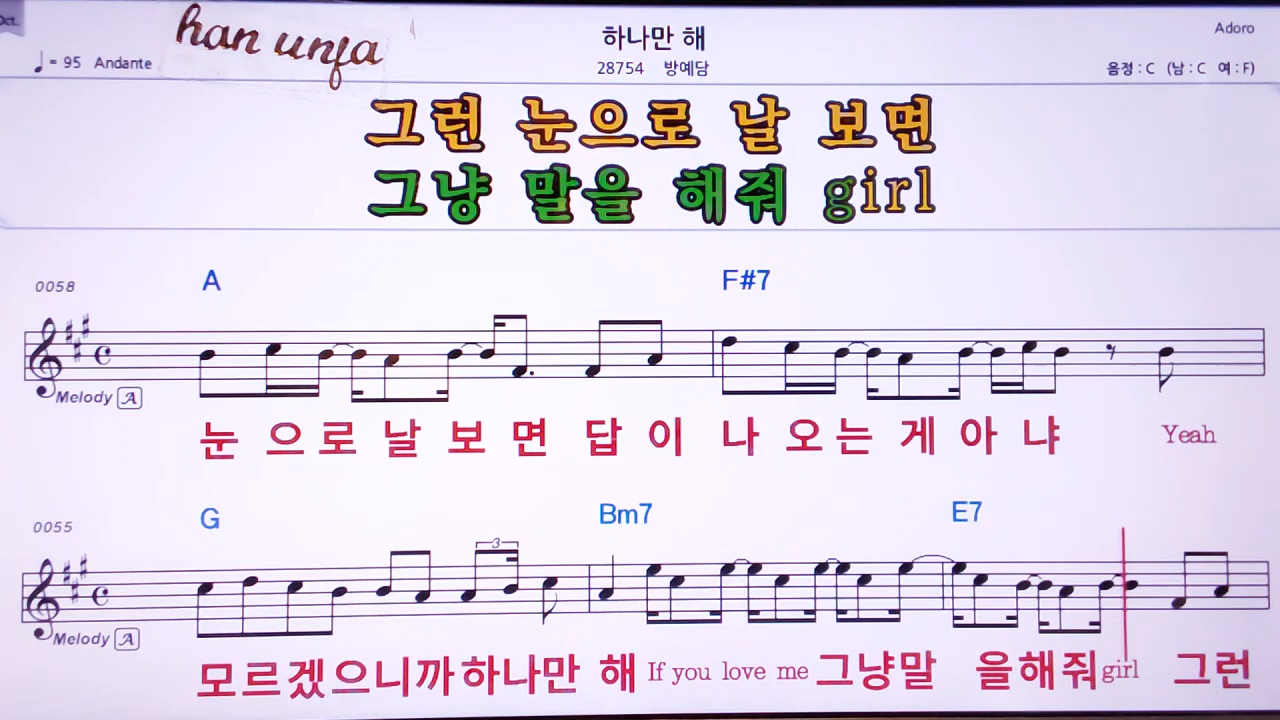 Oct.
han unja
하나만 해
Adoro
♩ = 95 Andante
28754 방예담
음정 : C (남 : C 여 : F)
그런 눈으로 날 보면
그냥 말을 해줘 girl
0058
A F#7
Melody A
눈 으로 날 보 면 답 이 나 오는 게 아 냐 Yeah
0055
G Bm7 E7
3
Melody A
모르겠으니까하나만 해 If you love me 그냥말 을해줘girl 그런